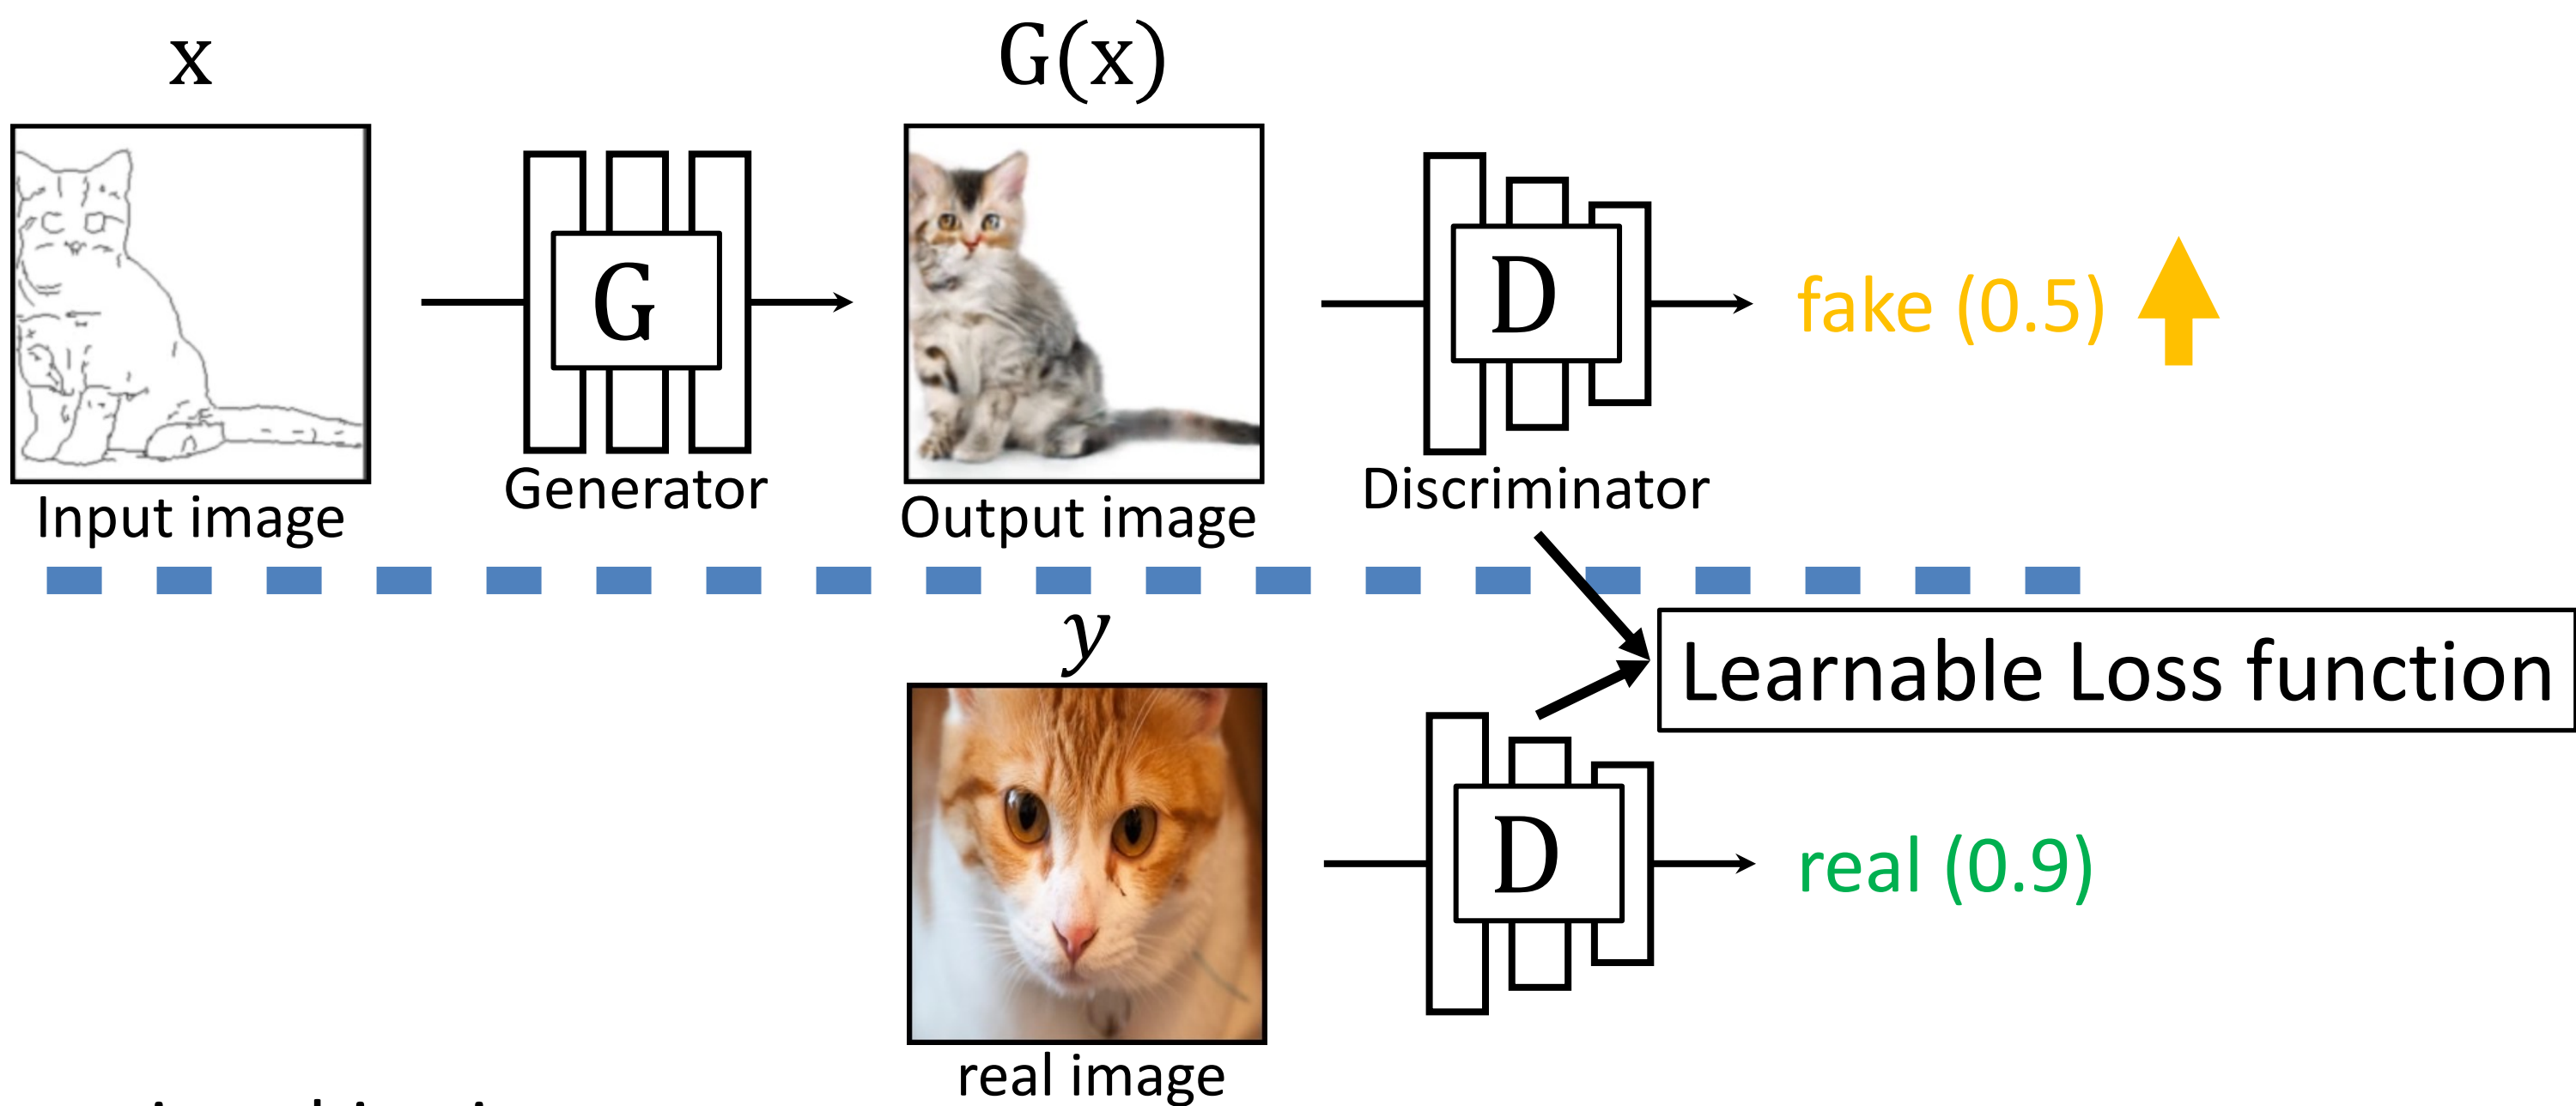 x
G(x)
G
D
fake (0.5)
Input image
Generator
Output image
Discriminator
y
Learnable Loss function
D
real (0.9)
real image